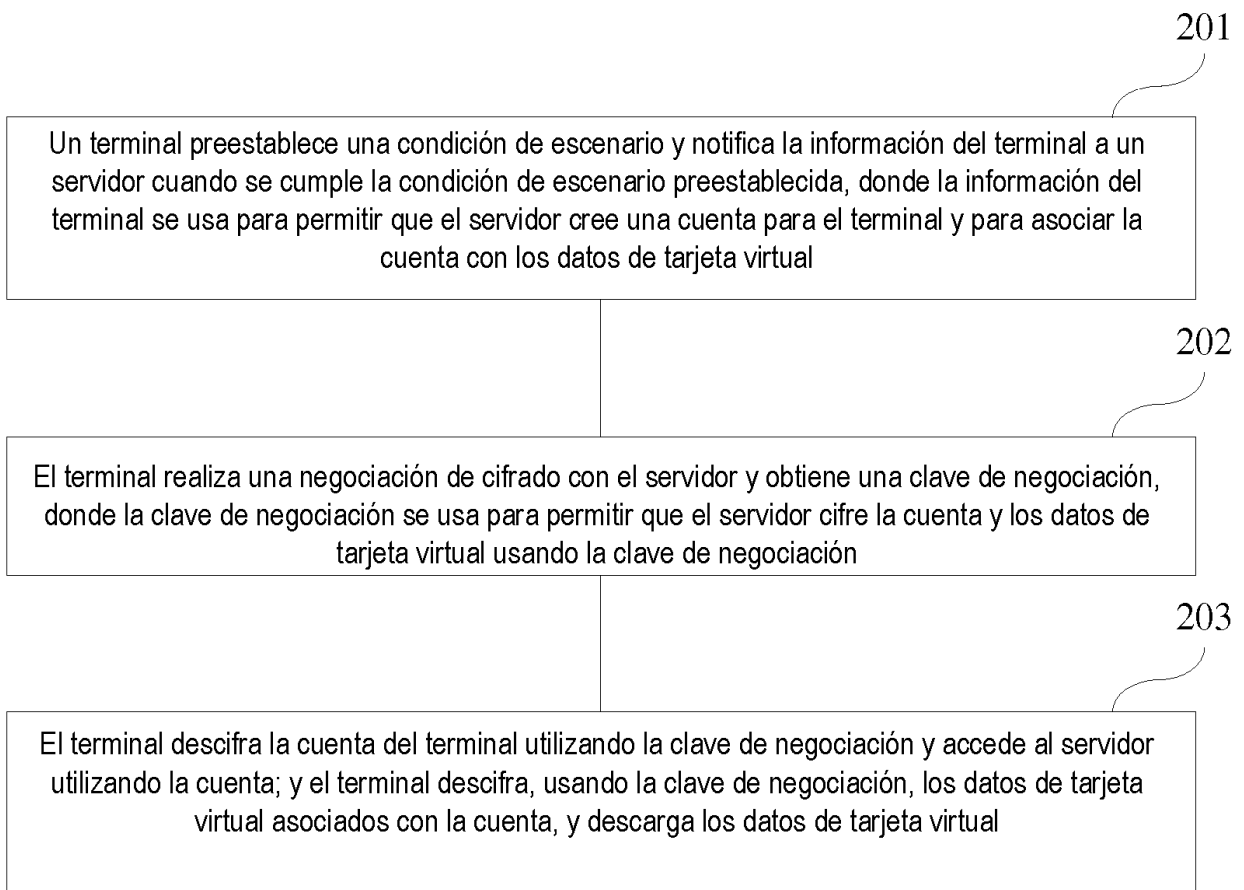 201
Un terminal preestablece una condición de escenario y notifica la información del terminal a un
servidor cuando se cumple la condición de escenario preestablecida, donde la información del
terminal se usa para permitir que el servidor cree una cuenta para el terminal y para asociar la
cuenta con los datos de tarjeta virtual
202
El terminal realiza una negociación de cifrado con el servidor y obtiene una clave de negociación,
donde la clave de negociación se usa para permitir que el servidor cifre la cuenta y los datos de
tarjeta virtual usando la clave de negociación
203
El terminal descifra la cuenta del terminal utilizando la clave de negociación y accede al servidor
utilizando la cuenta; y el terminal descifra, usando la clave de negociación, los datos de tarjeta
virtual asociados con la cuenta, y descarga los datos de tarjeta virtual